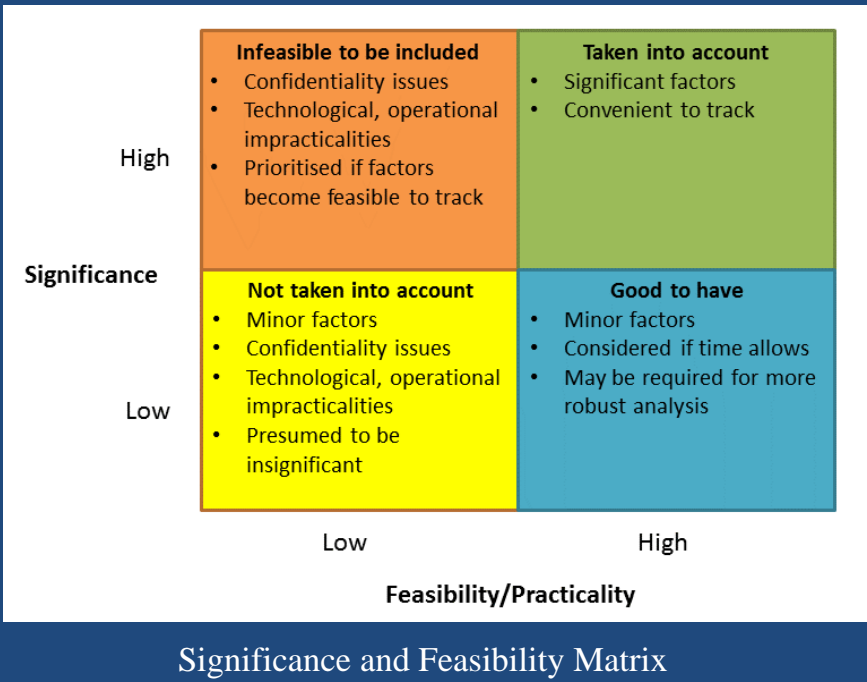 Infeasible to be included
• Confidentiality issues
• Technological, operational
impracticalities
• Prioritised if factors
become feasible to track
Taken into account
• Significant factors
• Convenient to track
High
Significance
Not taken into account
• Minor factors
• Confidentiality issues
• Technological, operational
impracticalities
• Presumed to be
insignificant
Good to have
• Minor factors
• Considered if time allows
• May be required for more
robust analysis
Low
Low
High
Feasibility/Practicality
Significance and Feasibility Matrix